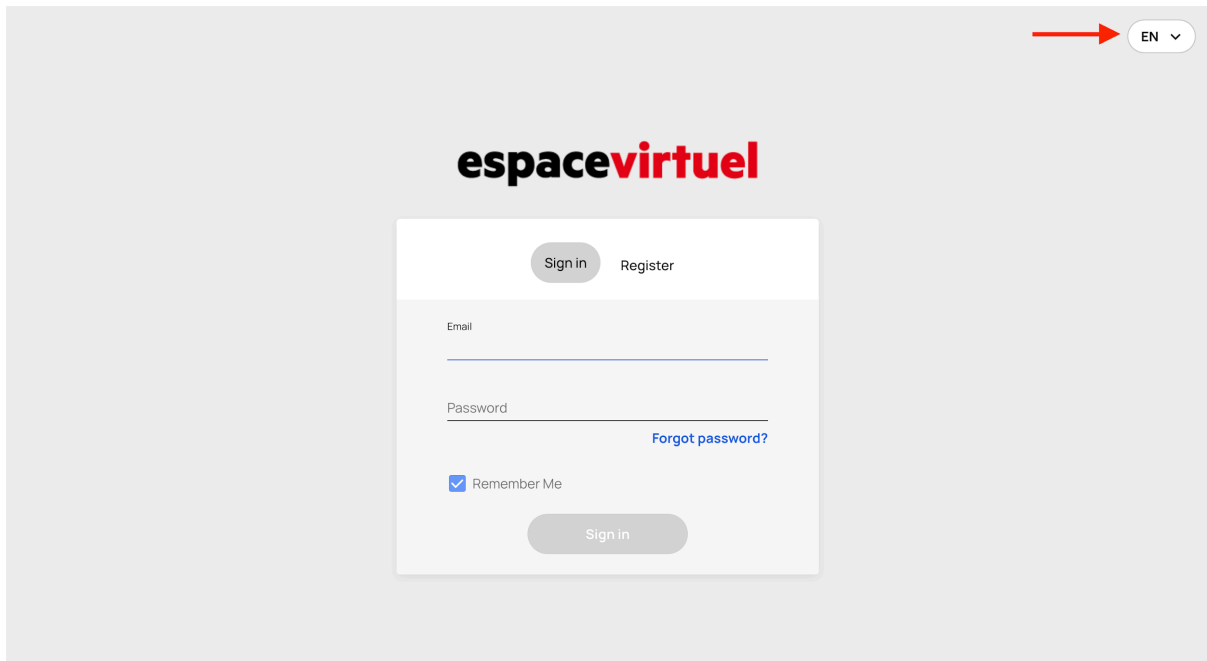 EN
espacevirtuel
Sign in Register
Email
Password
Forgot password?
Remember Me
Sign in